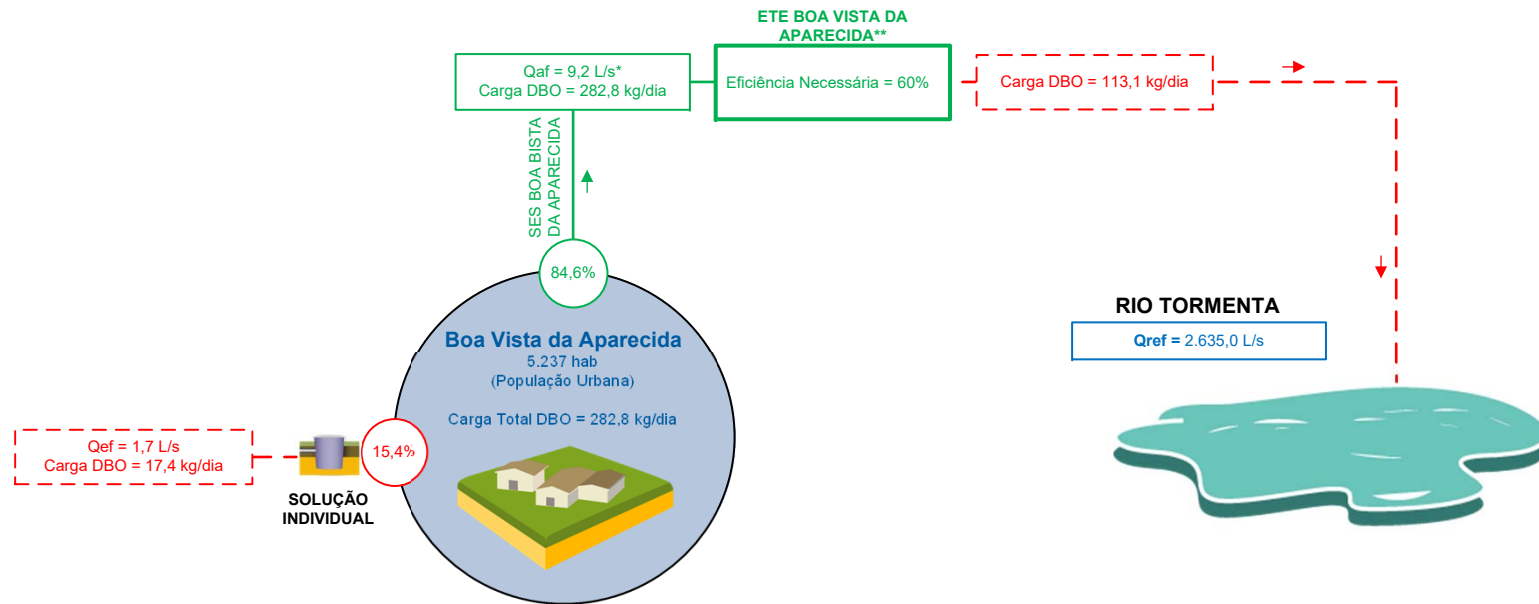 ETE BOA VISTA DA
APARECIDA**
Qaf = 9,2 L/s*
Carga DBO = 282,8 kg/dia
Eficiência Necessária = 60%
Carga DBO = 113,1 kg/dia
SES BOA BISTA
DA APARECIDA
84,6%
Boa Vista da Aparecida
5.237 hab
(População Urbana)
Carga Total DBO = 282,8 kg/dia
RIO TORMENTA
Qref = 2.635,0 L/s
Qef = 1,7 L/s
Carga DBO = 17,4 kg/dia
15,4%
SOLUÇÃO
INDIVIDUAL